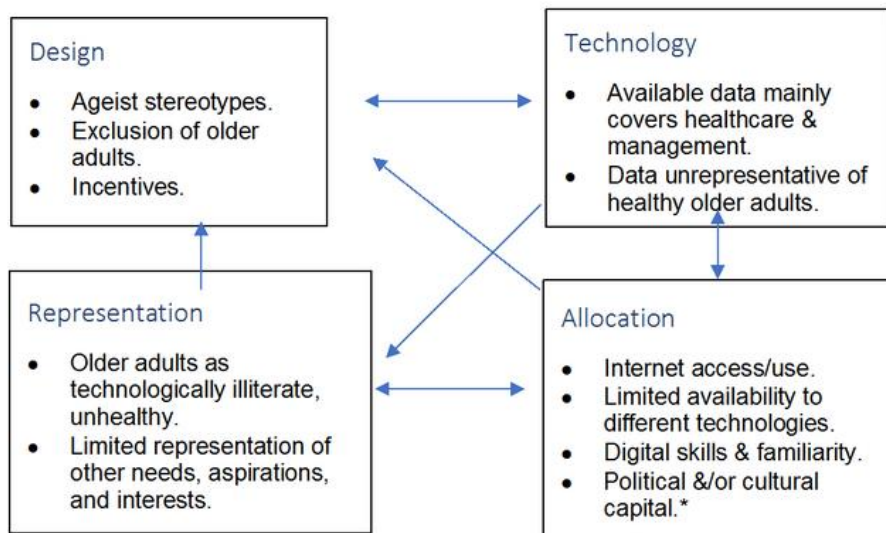 Design
● Ageist stereotypes.
● Exclusion of older
adults.
● Incentives.
Technology
● Available data mainly
covers healthcare &
management.
● Data unrepresentative of
healthy older adults.
Representation
● Older adults as
technologically illiterate,
unhealthy.
● Limited representation of
other needs, aspirations,
and interests.
Allocation
● Internet access/use.
● Limited availability to
different technologies.
● Digital skills & familiarity.
● Political &/or cultural
capital.*